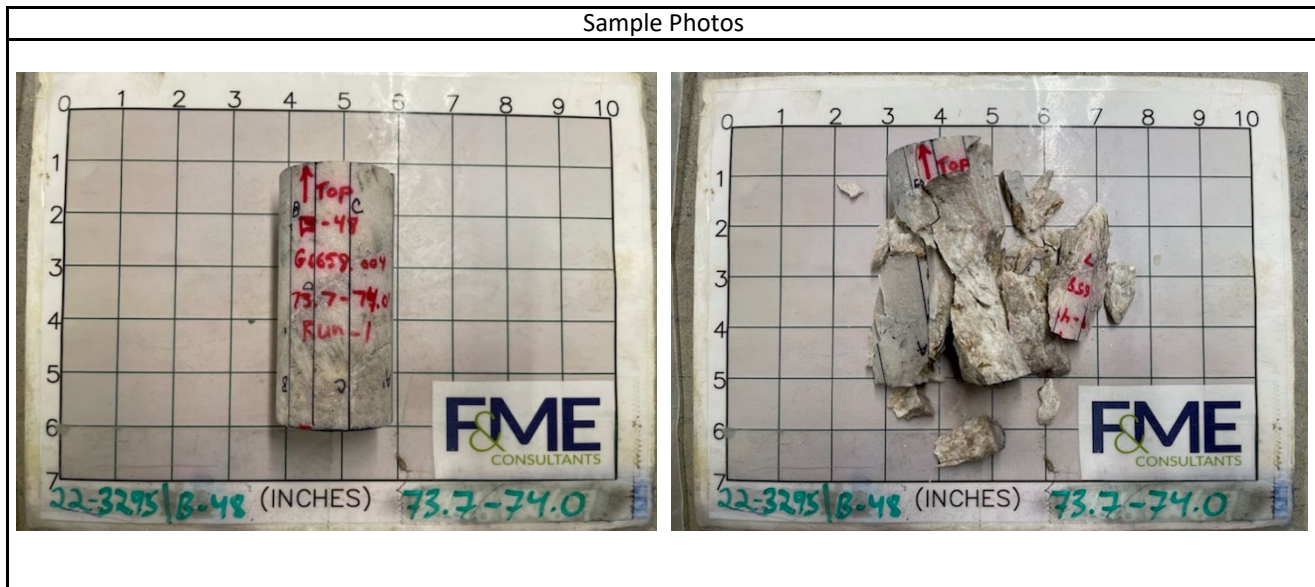 Sample Photos
0 1 2 3 4 5 6 7 8 9 10
1
2
3
4
5
6
7
TOP
B C
-48
G6658.004
D
73.7-74.0
Run-1
8 C A
F&ME
CONSULTANTS
22-3295|B-48 (INCHES) 73.7-74.0
0 1 2 3 4 5 6 7 8 9 10
1
2
3
4
5
6
7
TOP
B
A
F&ME
CONSULTANTS
22-3295|B-48 (INCHES) 73.7-74.0